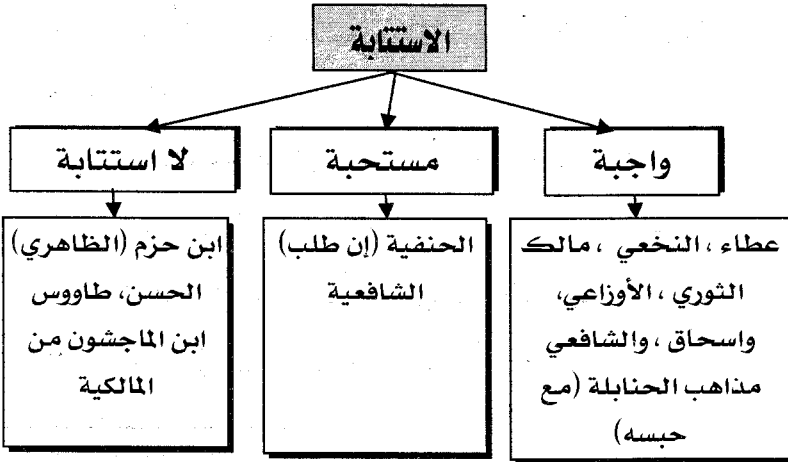 الاستتابة
واجبة
مستحبة
لا استتابة
عطاء ، النخعي ، مالك
الثوري ، الأوزاعي،
واسحاق ، والشافعي
مذاهب الحنابلة (مع
حبسه)
الحنفية (إن طلب)
الشافعية
ابن حزم (الظاهري)
الحسن، طاووس
ابن الماجشون من
المالكية